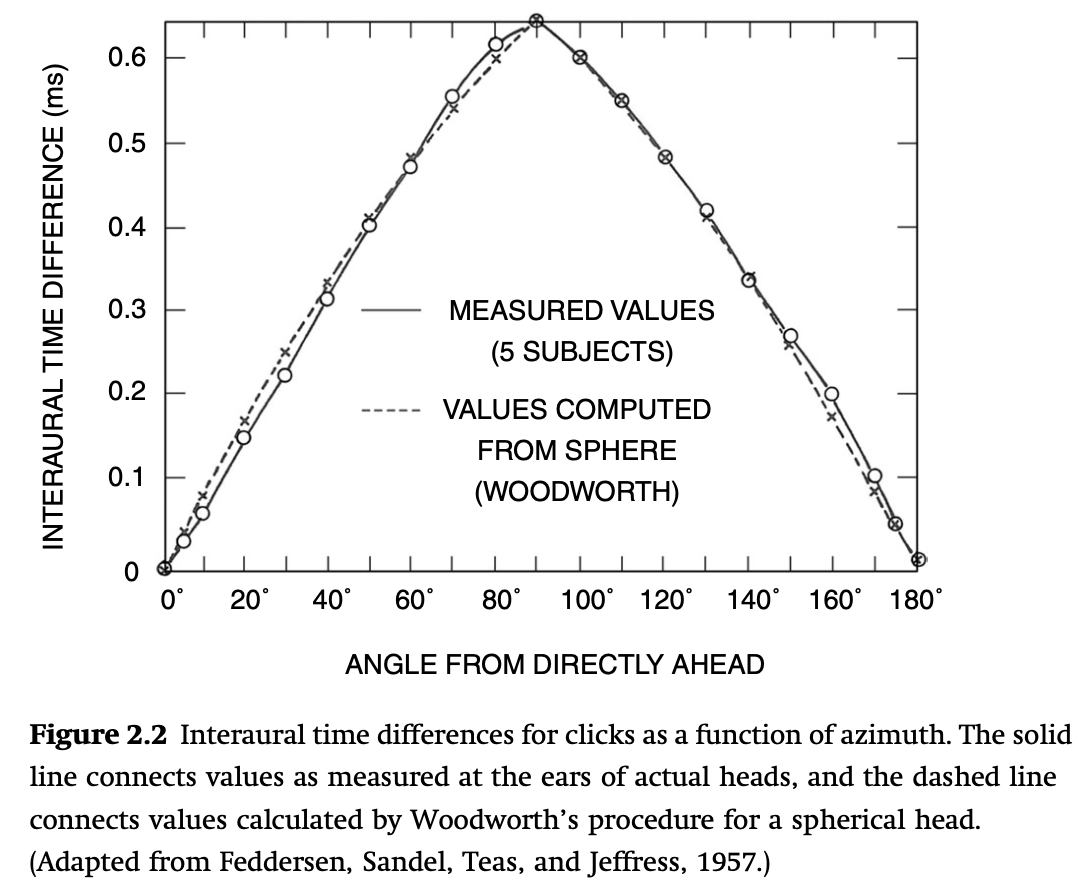 INTERAURAL TIME DIFFERENCE (ms)
0.6
0.5
0.4
0.3
0.2
0.1
0
MEASURED VALUES
(5 SUBJECTS)
VALUES COMPUTED
FROM SPHERE
(WOODWORTH)
0° 20° 40° 60° 80° 100° 120° 140° 160° 180°
ANGLE FROM DIRECTLY AHEAD
Figure 2.2 Interaural time differences for clicks as a function of azimuth. The solid
line connects values as measured at the ears of actual heads, and the dashed line
connects values calculated by Woodworth’s procedure for a spherical head.
(Adapted from Feddersen, Sandel, Teas, and Jeffress, 1957.)